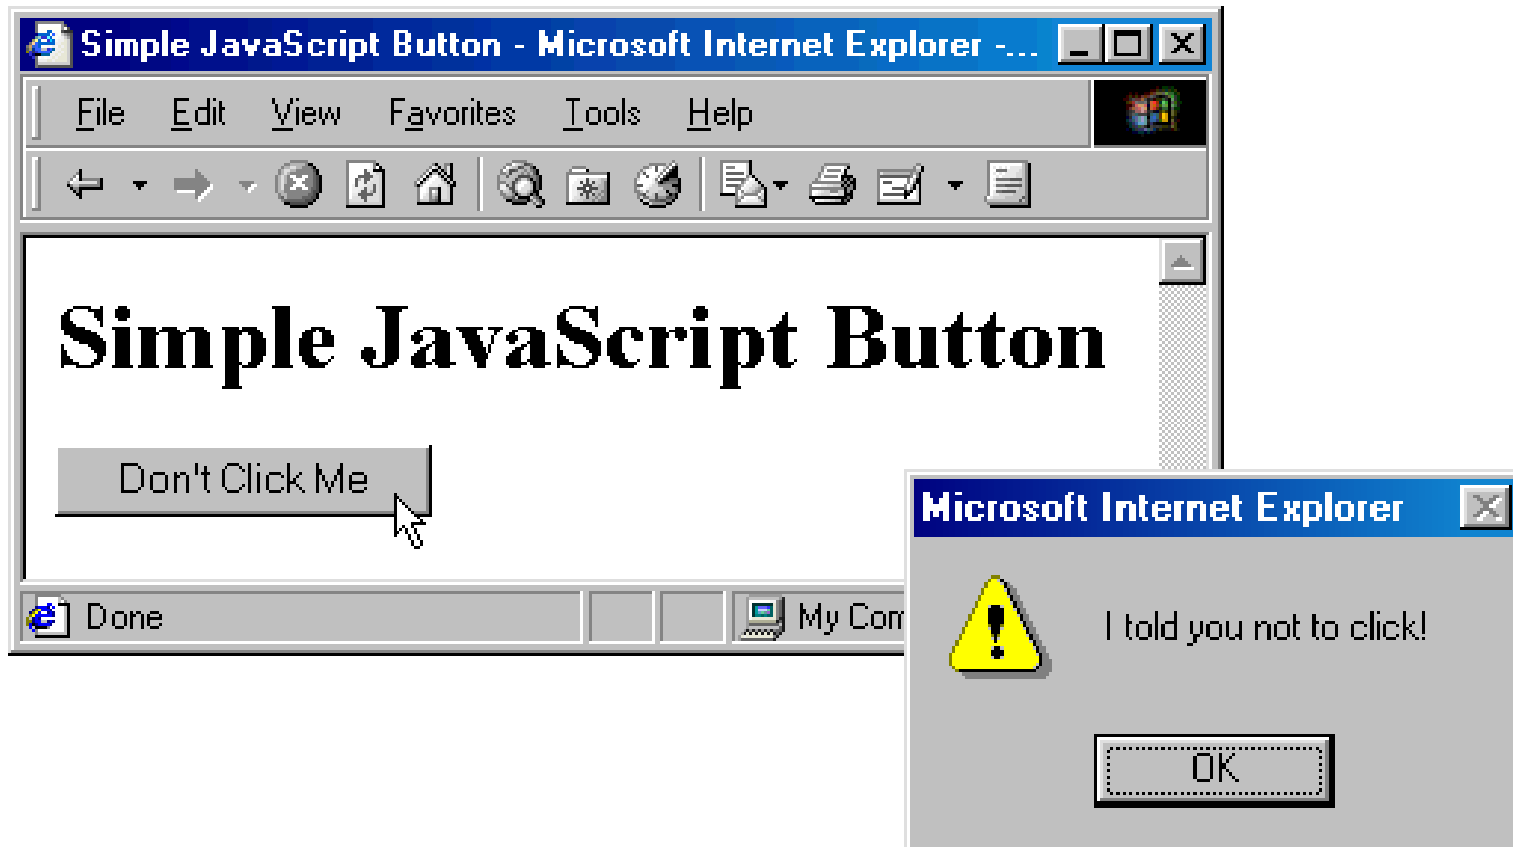 Simple JavaScript Button - Microsoft Internet Explorer -...
File Edit View Favorites Tools Help
Simple JavaScript Button
Don't Click Me
Done
My Com
Microsoft Internet Explorer
I told you not to click!
OK